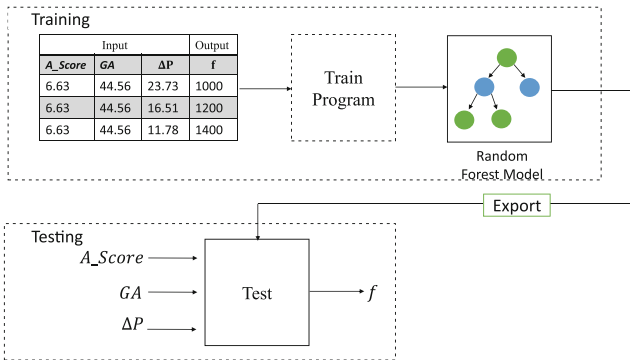 Training
Input Output
A_Score GA ΔP f
6.63 44.56 23.73 1000
6.63 44.56 16.51 1200
6.63 44.56 11.78 1400
Train
Program
Random
Forest Model
Export
Testing
A_Score
GA
ΔP
Test
f